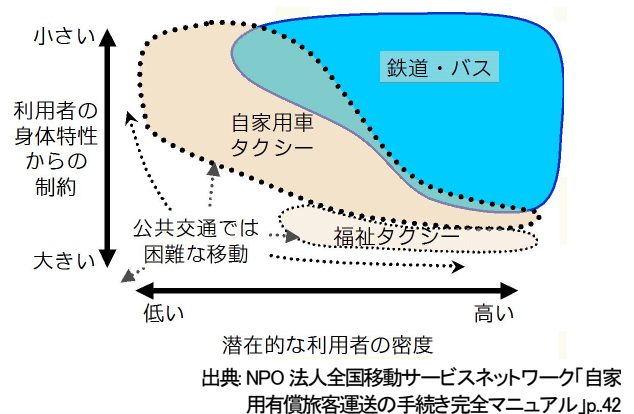 小さい
鉄道・バス
利用者の
身体特性
からの
制約
自家用車
タクシー
公共交通では
困難な移動
福祉タクシー
大きい
低い
高い
潜在的な利用者の密度
出典: NPO 法人全国移動サービスネットワーク「自家
用有償旅客運送の手続き完全マニュアル」p.42